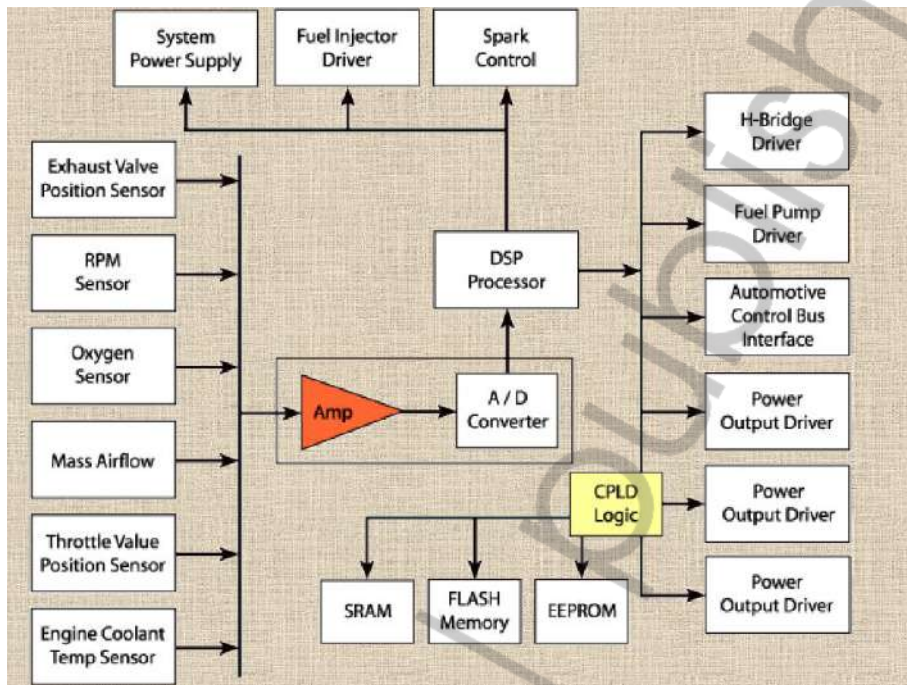 System
Power Supply
Fuel Injector
Driver
Spark
Control
Exhaust Valve
Position Sensor
RPM
Sensor
Oxygen
Sensor
Mass Airflow
Throttle Value
Position Sensor
Engine Coolant
Temp Sensor
Amp
A / D
Converter
DSP
Processor
H-Bridge
Driver
Fuel Pump
Driver
Automotive
Control Bus
Interface
Power
Output Driver
CPLD
Logic
Power
Output Driver
Power
Output Driver
SRAM
FLASH
Memory
EEPROM
publish